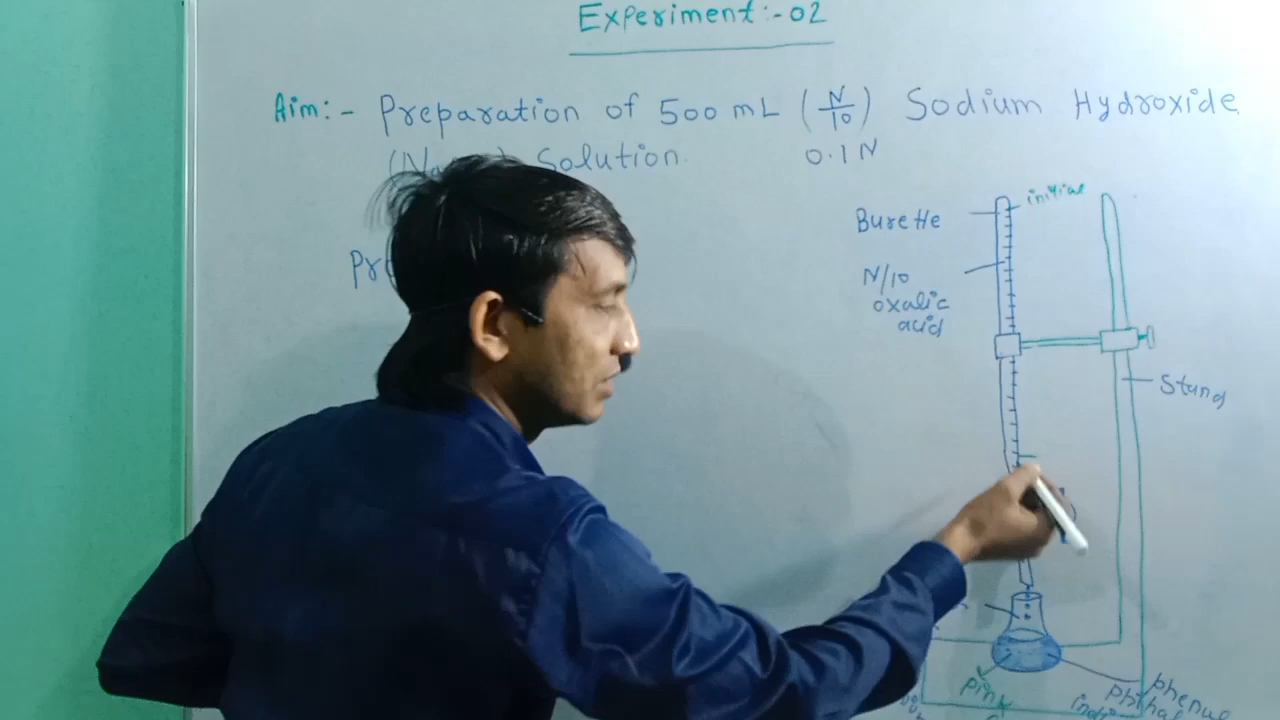 Experiment:-02
Aim:- Preparation of 500 mL (N/10) Sodium Hydroxide
Solution. 0.1N
initial
Burette
N/10
oxalic
acid
Stand
pink